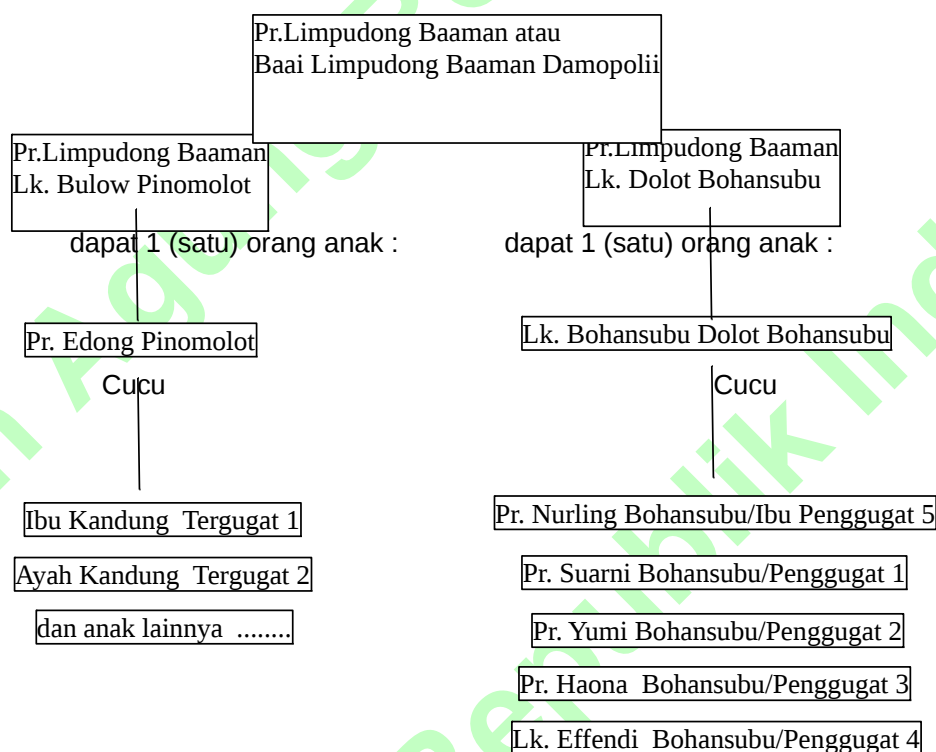 Pr.Limpudong Baaman atau
Baai Limpudong Baaman Damopolii
Pr.Limpudong Baaman
Lk. Bulow Pinomolot
dapat 1 (satu) orang anak :
Pr. Edong Pinomolot
Cucu
Ibu Kandung Tergugat 1
Ayah Kandung Tergugat 2
dan anak lainnya ........
Pr.Limpudong Baaman
Lk. Dolot Bohansubu
dapat 1 (satu) orang anak :
Lk. Bohansubu Dolot Bohansubu
Cucu
Pr. Nurling Bohansubu/Ibu Penggugat 5
Pr. Suarni Bohansubu/Penggugat 1
Pr. Yumi Bohansubu/Penggugat 2
Pr. Haona Bohansubu/Penggugat 3
Lk. Effendi Bohansubu/Penggugat 4